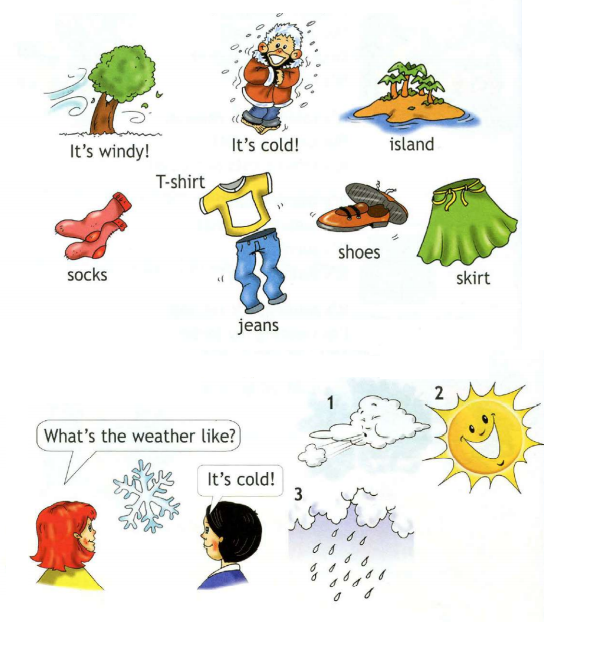 It's windy!
It's cold!
island
T-shirt
socks
shoes
skirt
jeans
1
2
What's the weather like?
It's cold!
3